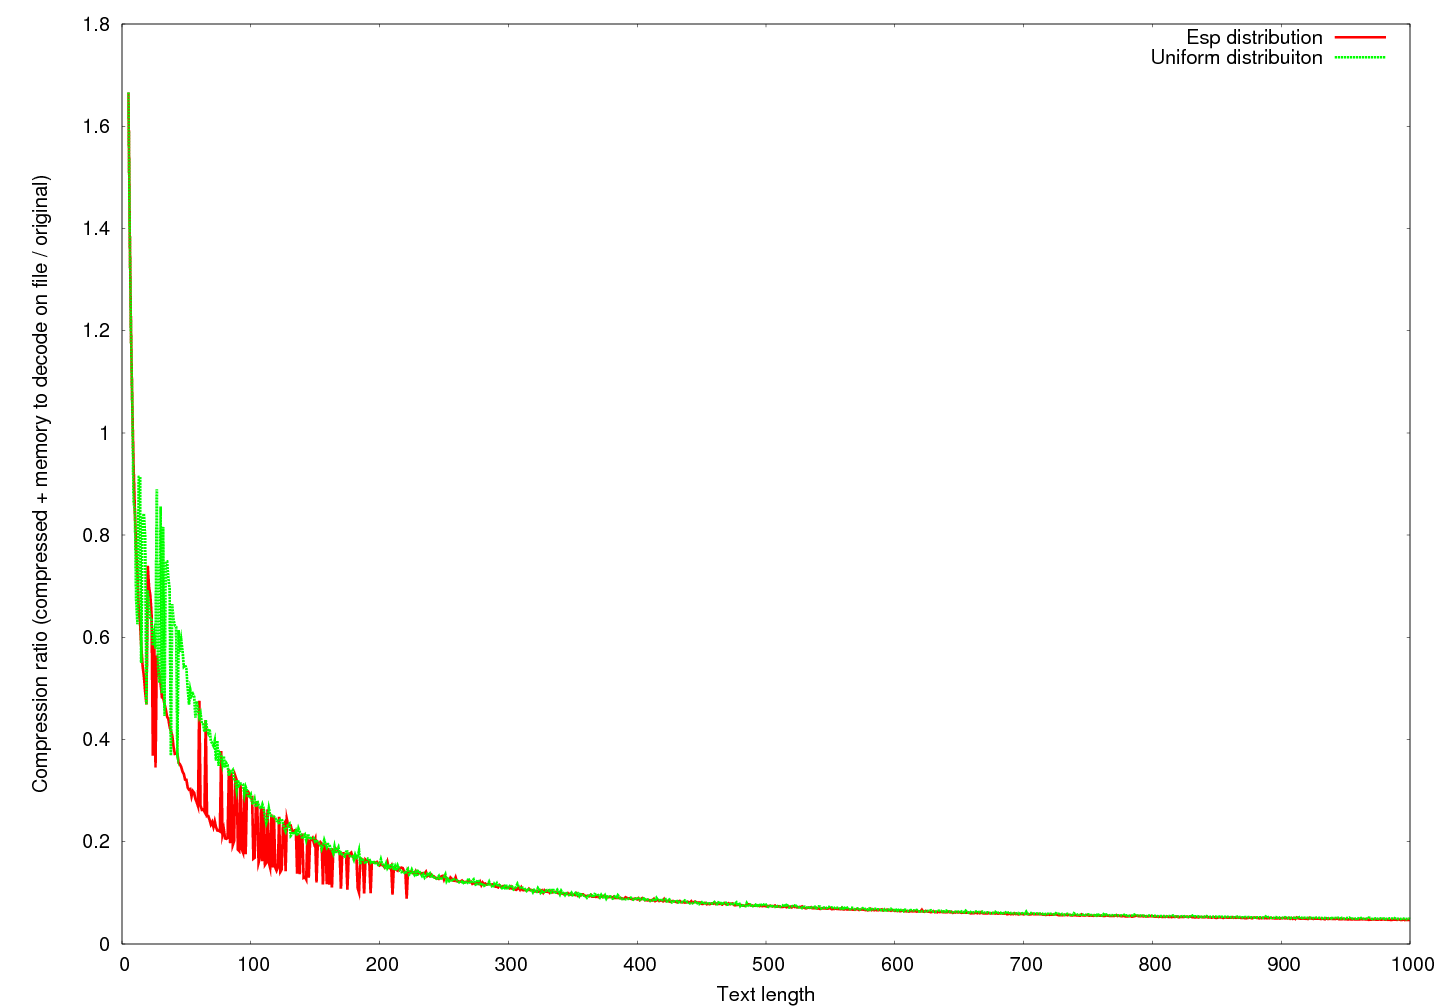 1.8
1.6
1.4
1.2
1
0.8
0.6
0.4
0.2
0
Compression ratio (compressed + memory to decode on file / original)
Esp distribution
Uniform distribuiton
0 100 200 300 400 500 600 700 800 900 1000
Text length